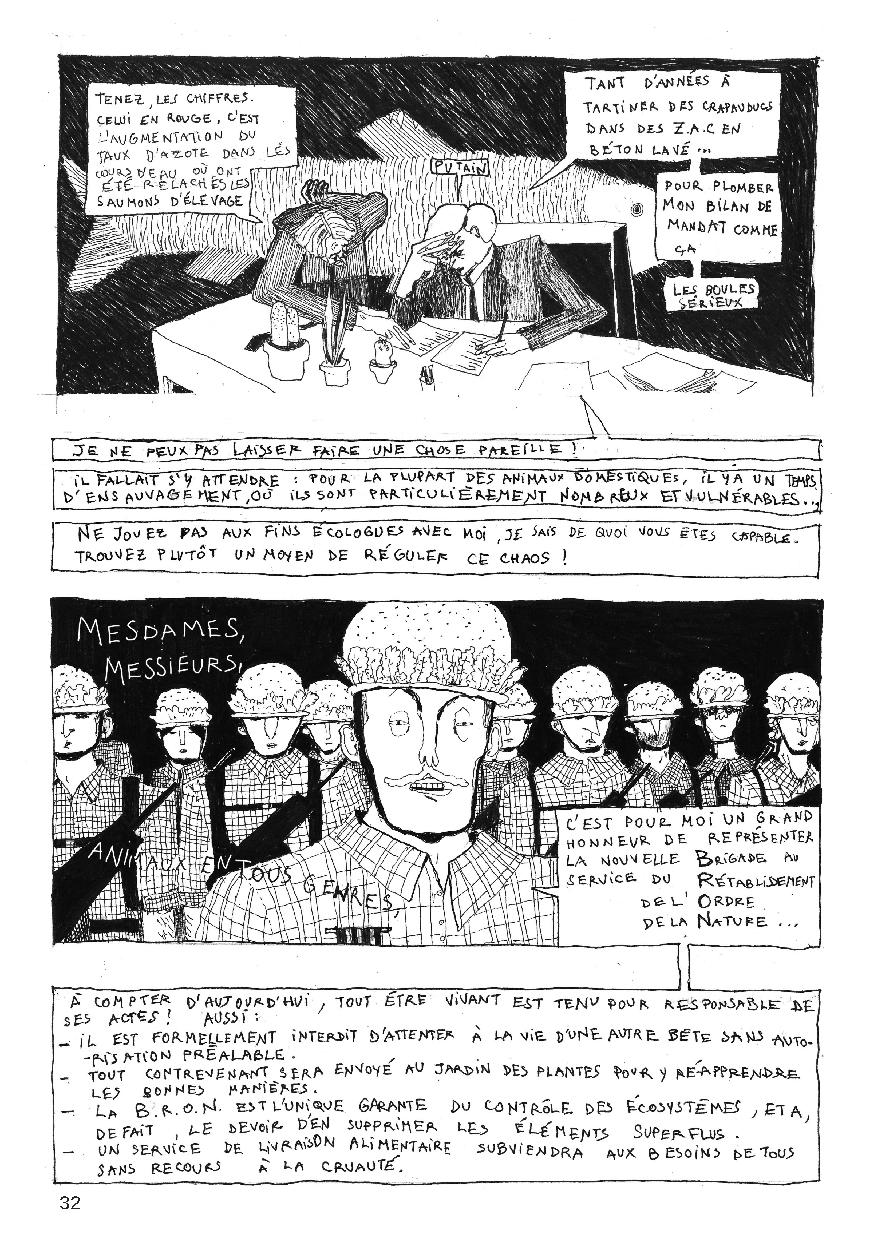 TENEZ, LES CHIFFRES.
CELUI EN ROUGE, C'EST
L'AUGMENTATION DU
TAUX D'AZOTE DANS LES
COURS D'EAU OÙ ONT
ÉTÉ RELACHÉS LES
SAUMONS D'ÉLEVAGE
PUTAIN
TANT D'ANNÉES À
TARTINER DES CRAPAUDUCS
DANS DES Z.A.C EN
BÉTON LAVÉ ...
POUR PLOMBER
MON BILAN DE
MANDAT COMME
ÇA
LES BOULES
SÉRIEUX
JE NE PEUX PAS LAISSER FAIRE UNE CHOSE PAREILLE !
IL FALLAIT S'Y ATTENDRE : POUR LA PLUPART DES ANIMAUX DOMESTIQUES, IL Y A UN TEMPS
D'ENSAUVAGEMENT, OÙ ILS SONT PARTICULIÈREMENT NOMBREUX ET VULNÉRABLES...
NE JOUEZ PAS AUX FINS ÉCOLOGUES AVEC MOI, JE SAIS DE QUOI VOUS ÊTES CAPABLE.
TROUVEZ PLUTÔT UN MOYEN DE RÉGULER CE CHAOS !
MESDAMES,
MESSIEURS,
ANIMAUX EN TOUS GENRES,
C'EST POUR MOI UN GRAND
HONNEUR DE REPRÉSENTER
LA NOUVELLE BRIGADE AU
SERVICE DU RÉTABLISSEMENT
DE L'ORDRE
DE LA NATURE ...
À COMPTER D'AUJOURD'HUI, TOUT ÊTRE VIVANT EST TENU POUR RESPONSABLE DE
SES ACTES ! AUSSI :
- IL EST FORMELLEMENT INTERDIT D'ATTENTER À LA VIE D'UNE AUTRE BÊTE SANS AUTO-
-RISATION PRÉALABLE.
- TOUT CONTREVENANT SERA ENVOYÉ AU JARDIN DES PLANTES POUR Y RÉAPPRENDRE
LES BONNES MANIÈRES.
- LA B.R.O.N. EST L'UNIQUE GARANTE DU CONTRÔLE DES ÉCOSYSTÈMES, ET A,
DE FAIT, LE DEVOIR D'EN SUPPRIMER LES ÉLÉMENTS SUPERFLUS.
- UN SERVICE DE LIVRAISON ALIMENTAIRE SUBVIENDRA AUX BESOINS DE TOUS
SANS RECOURS À LA CRUAUTÉ.
32